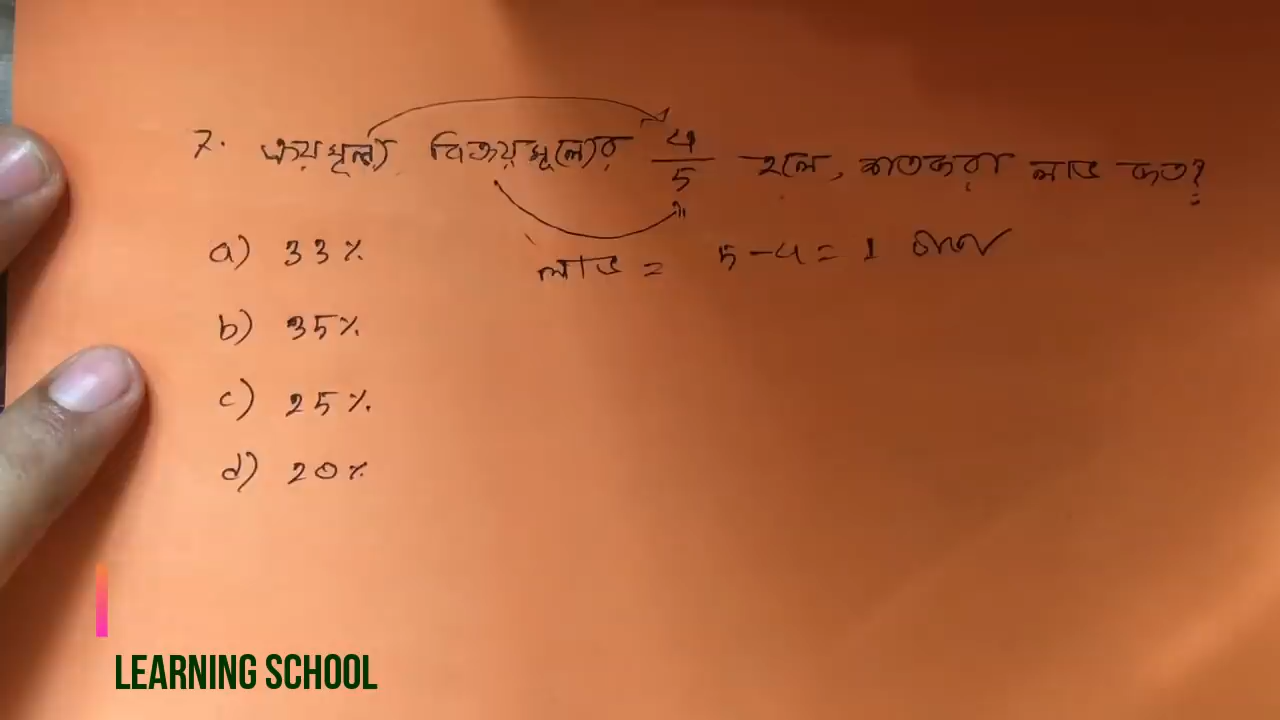 7. ক্রয়মূল্য বিক্রয়মূল্যের 4/5 হলে, শতকরা লাভ কত?
লাভ = 5 - 4 = 1 টাকা
a) 33%
b) 35%
c) 25%
d) 20%
LEARNING SCHOOL